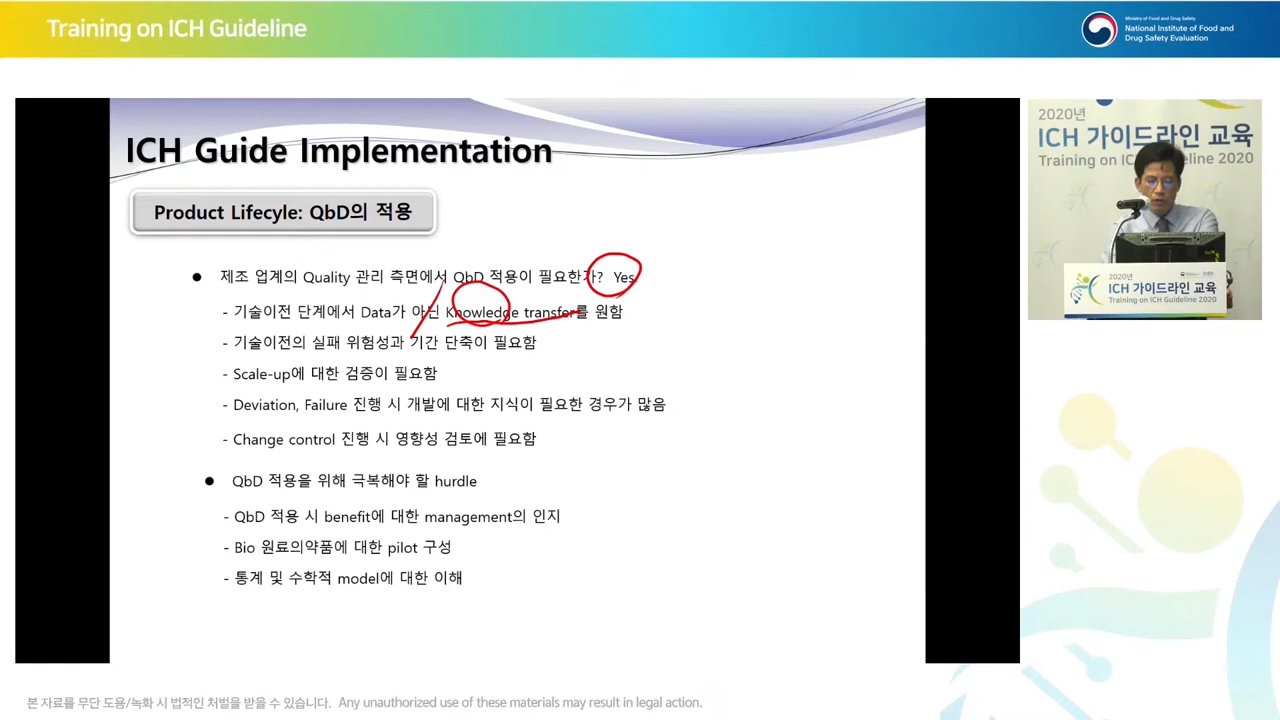 Training on ICH Guideline
Ministry of Food and Drug Safety
National Institute of Food and
Drug Safety Evaluation
ICH Guide Implementation
Product Lifecyle: QbD의 적용
● 제조 업계의 Quality 관리 측면에서 QbD 적용이 필요한가? Yes
- 기술이전 단계에서 Data가 아닌 Knowledge transfer를 원함
- 기술이전의 실패 위험성과 기간 단축이 필요함
- Scale-up에 대한 검증이 필요함
- Deviation, Failure 진행 시 개발에 대한 지식이 필요한 경우가 많음
- Change control 진행 시 영향성 검토에 필요함
● QbD 적용을 위해 극복해야 할 hurdle
- QbD 적용 시 benefit에 대한 management의 인지
- Bio 원료의약품에 대한 pilot 구성
- 통계 및 수학적 model에 대한 이해
2020년
ICH 가이드라인 교육
Training on ICH Guideline 2020
2020년
ICH 가이드라인 교육
Training on ICH Guideline 2020
본 자료를 무단 도용/녹화 시 법적인 처벌을 받을 수 있습니다. Any unauthorized use of these materials may result in legal action.